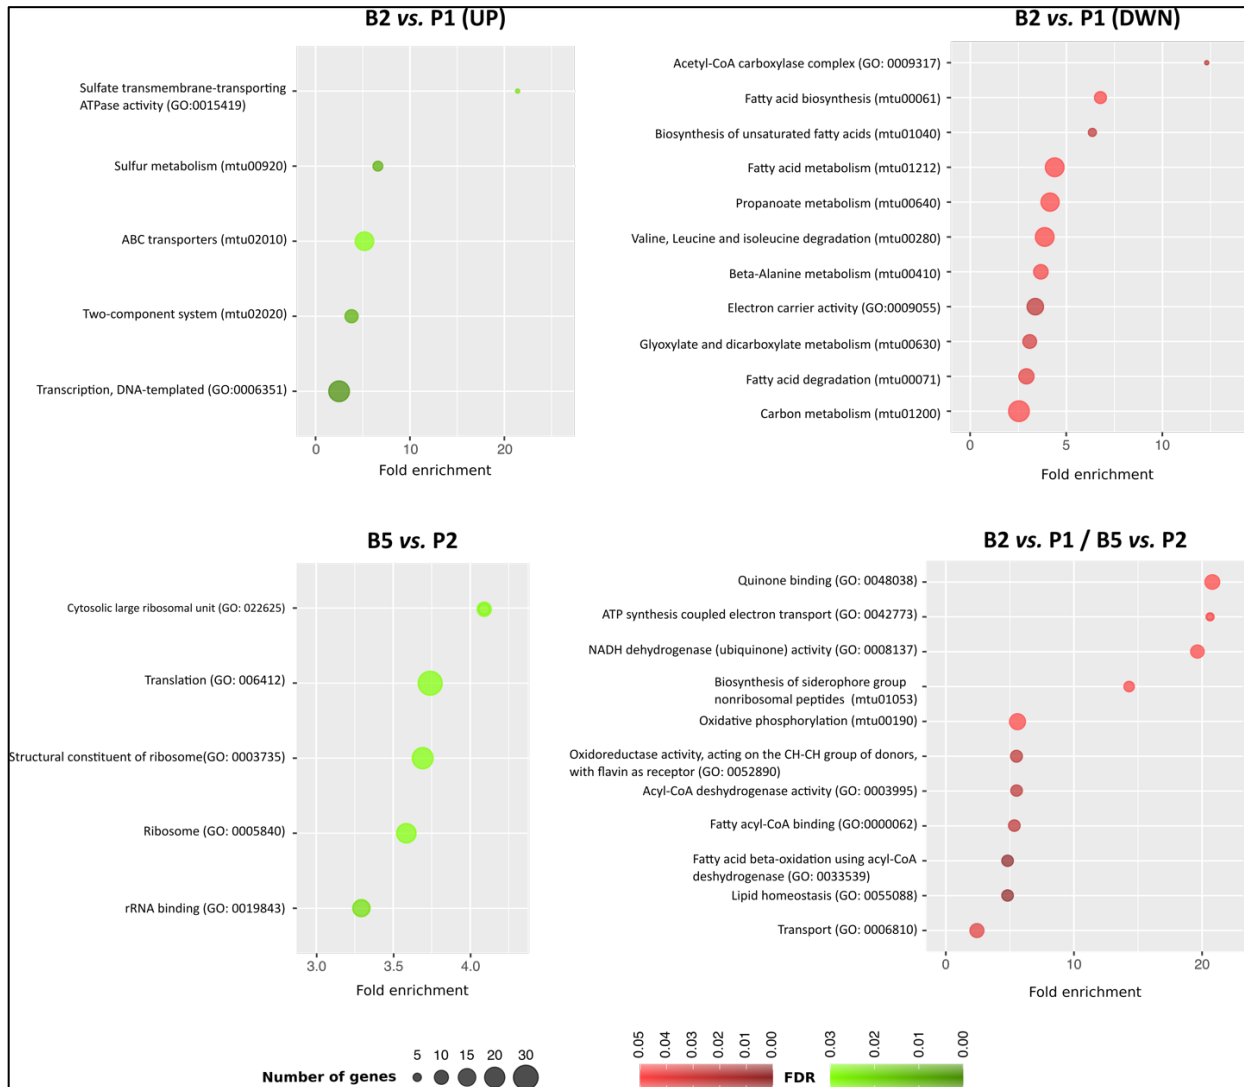 B2 vs. P1 (UP)
Sulfate transmembrane-transporting
ATPase activity (GO:0015419)
Sulfur metabolism (mtu00920)
ABC transporters (mtu02010)
Two-component system (mtu02020)
Transcription, DNA-templated (GO:0006351)
0 10 20
Fold enrichment
B2 vs. P1 (DWN)
Acetyl-CoA carboxylase complex (GO: 0009317)
Fatty acid biosynthesis (mtu00061)
Biosynthesis of unsaturated fatty acids (mtu01040)
Fatty acid metabolism (mtu01212)
Propanoate metabolism (mtu00640)
Valine, Leucine and isoleucine degradation (mtu00280)
Beta-Alanine metabolism (mtu00410)
Electron carrier activity (GO:0009055)
Glyoxylate and dicarboxylate metabolism (mtu00630)
Fatty acid degradation (mtu00071)
Carbon metabolism (mtu01200)
0 5 10
Fold enrichment
B5 vs. P2
Cytosolic large ribosomal unit (GO: 022625)
Translation (GO: 006412)
Structural constituent of ribosome(GO: 0003735)
Ribosome (GO: 0005840)
rRNA binding (GO: 0019843)
3.0 3.5 4.0
Fold enrichment
B2 vs. P1 / B5 vs. P2
Quinone binding (GO: 0048038)
ATP synthesis coupled electron transport (GO: 0042773)
NADH dehydrogenase (ubiquinone) activity (GO: 0008137)
Biosynthesis of siderophore group
nonribosomal peptides (mtu01053)
Oxidative phosphorylation (mtu00190)
Oxidoreductase activity, acting on the CH-CH group of donors,
with flavin as receptor (GO: 0052890)
Acyl-CoA deshydrogenase activity (GO: 0003995)
Fatty acyl-CoA binding (GO:0000062)
Fatty acid beta-oxidation using acyl-CoA
deshydrogenase (GO: 0033539)
Lipid homeostasis (GO: 0055088)
Transport (GO: 0006810)
0 10 20
Fold enrichment
5 10 15 20 30
Number of genes
0.05 0.04 0.03 0.02 0.01 0.00
FDR
0.03 0.02 0.01 0.00